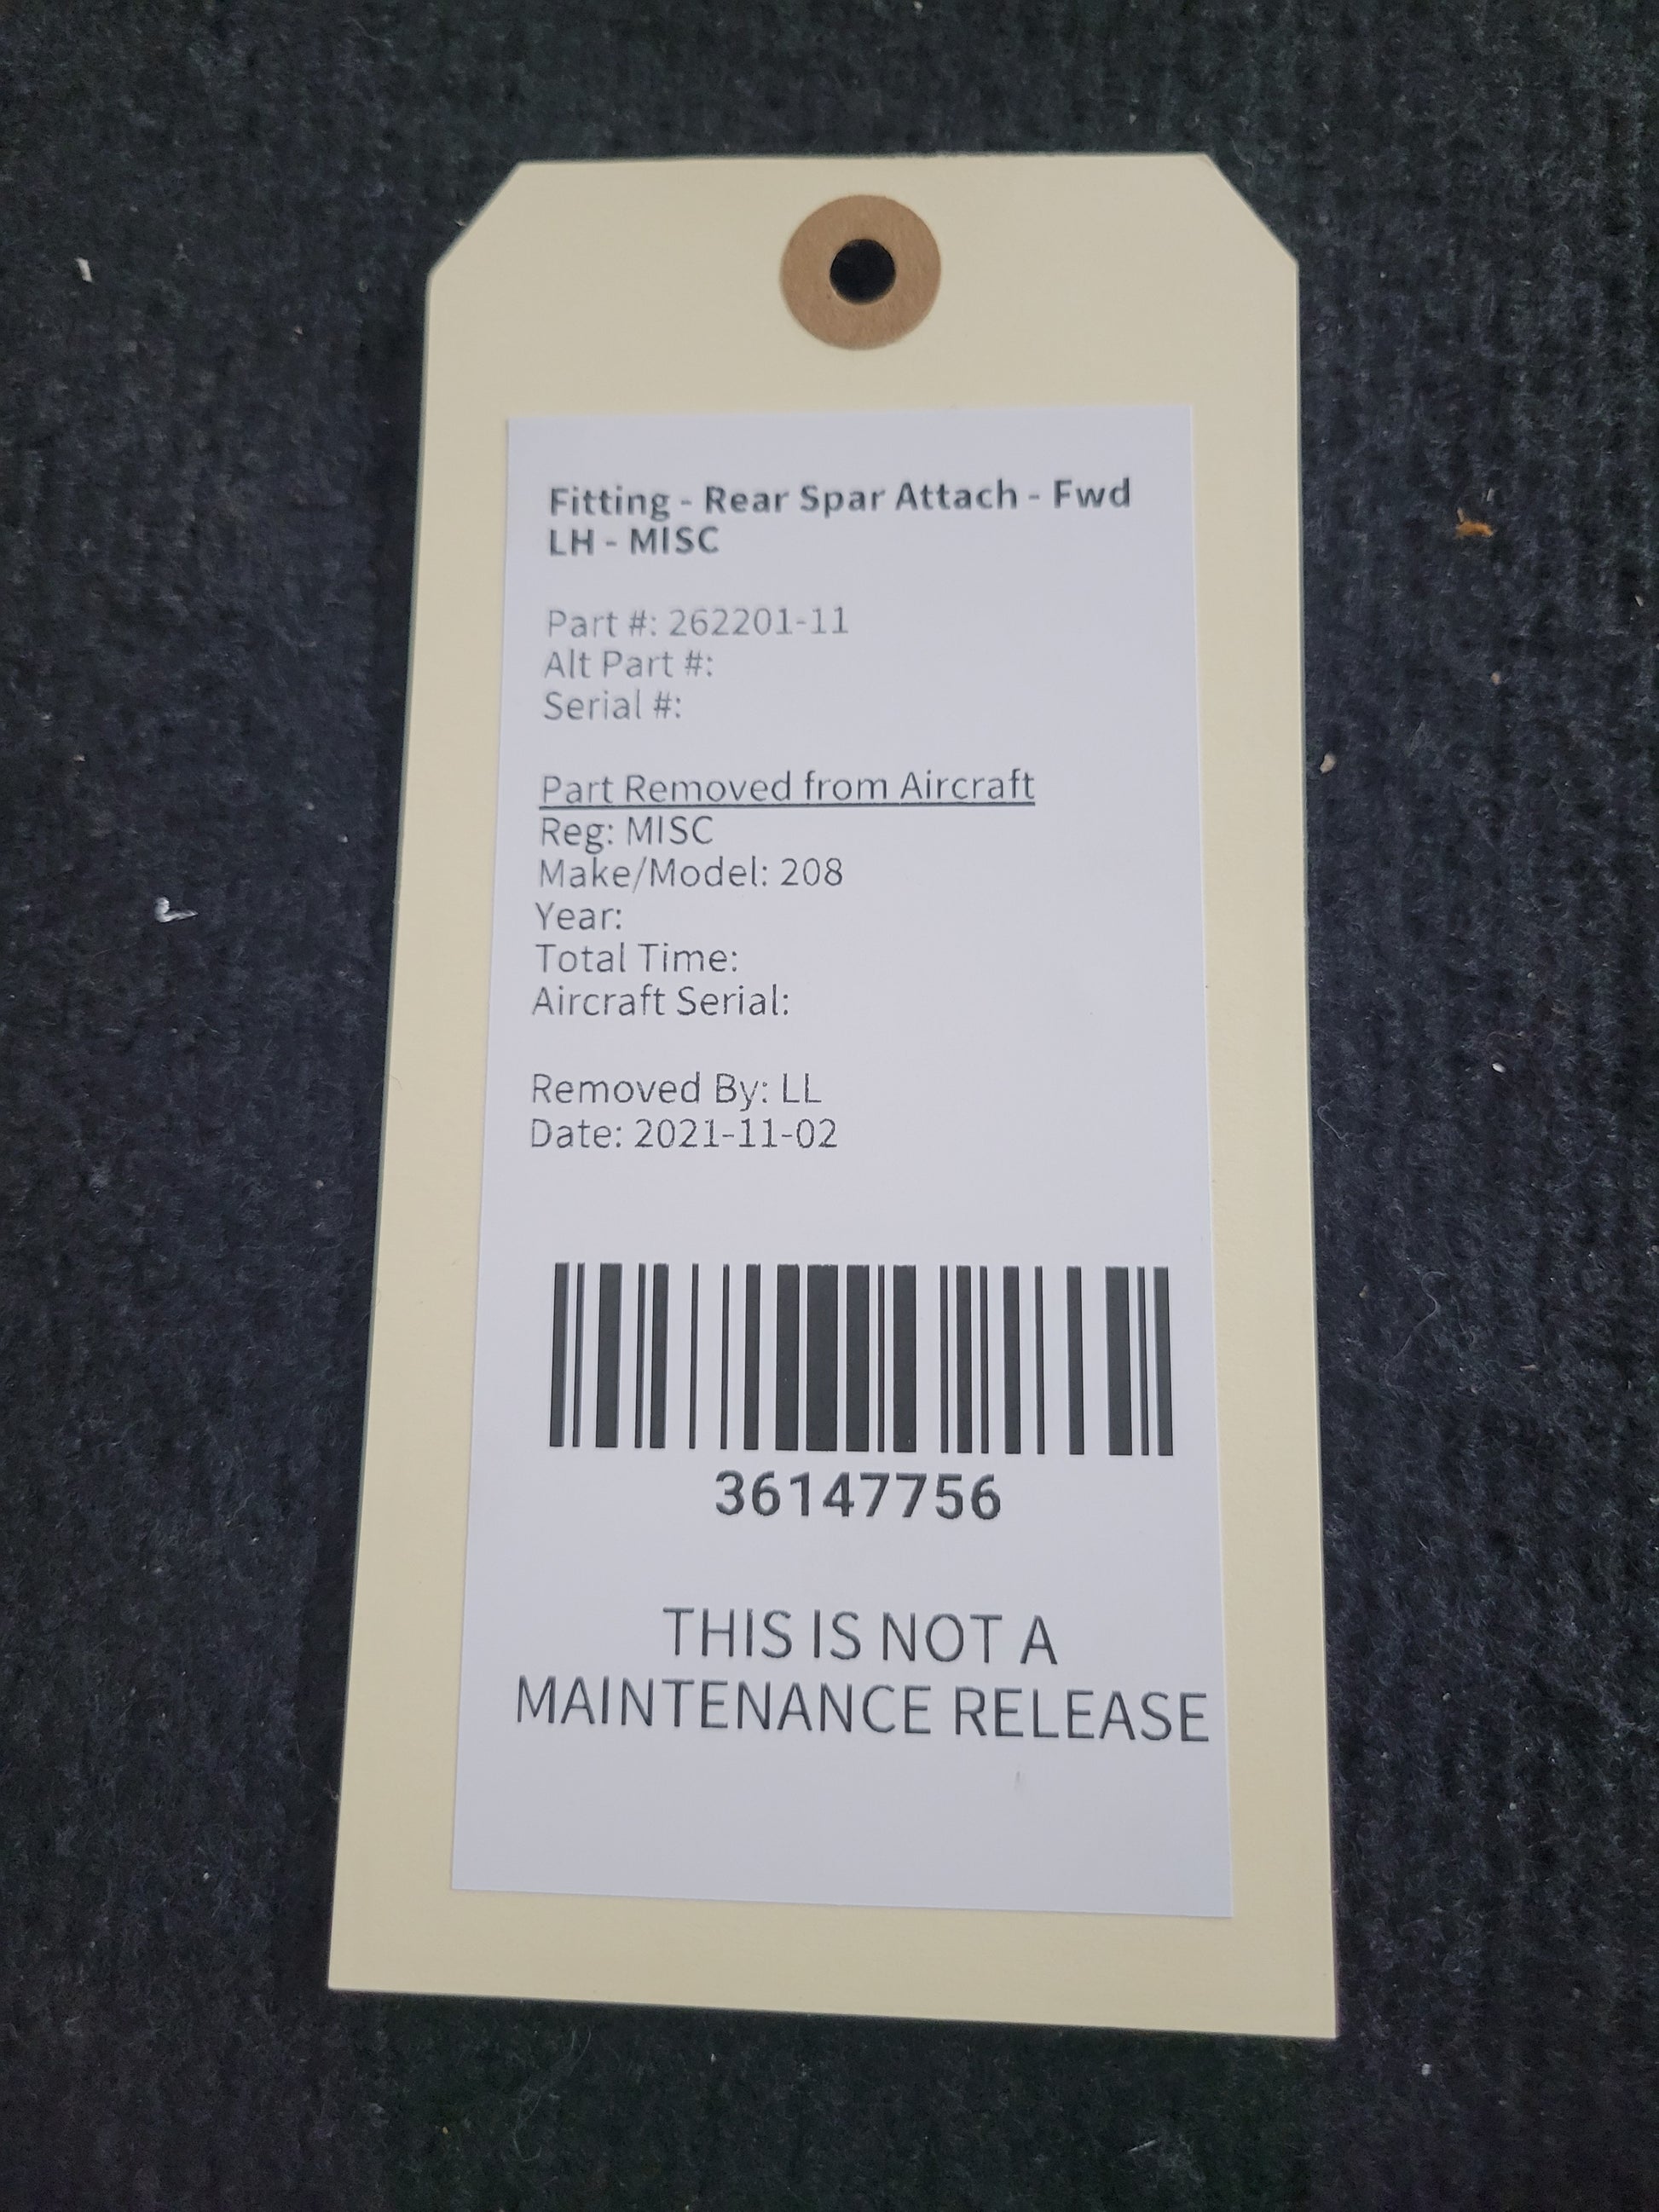 Fitting - Rear Spar Attach - Fwd
LH - MISC
Part #: 262201-11
Alt Part #:
Serial #:
Part Removed from Aircraft
Reg: MISC
Make/Model: 208
Year:
Total Time:
Aircraft Serial:
Removed By: LL
Date: 2021-11-02
36147756
THIS IS NOT A
MAINTENANCE RELEASE